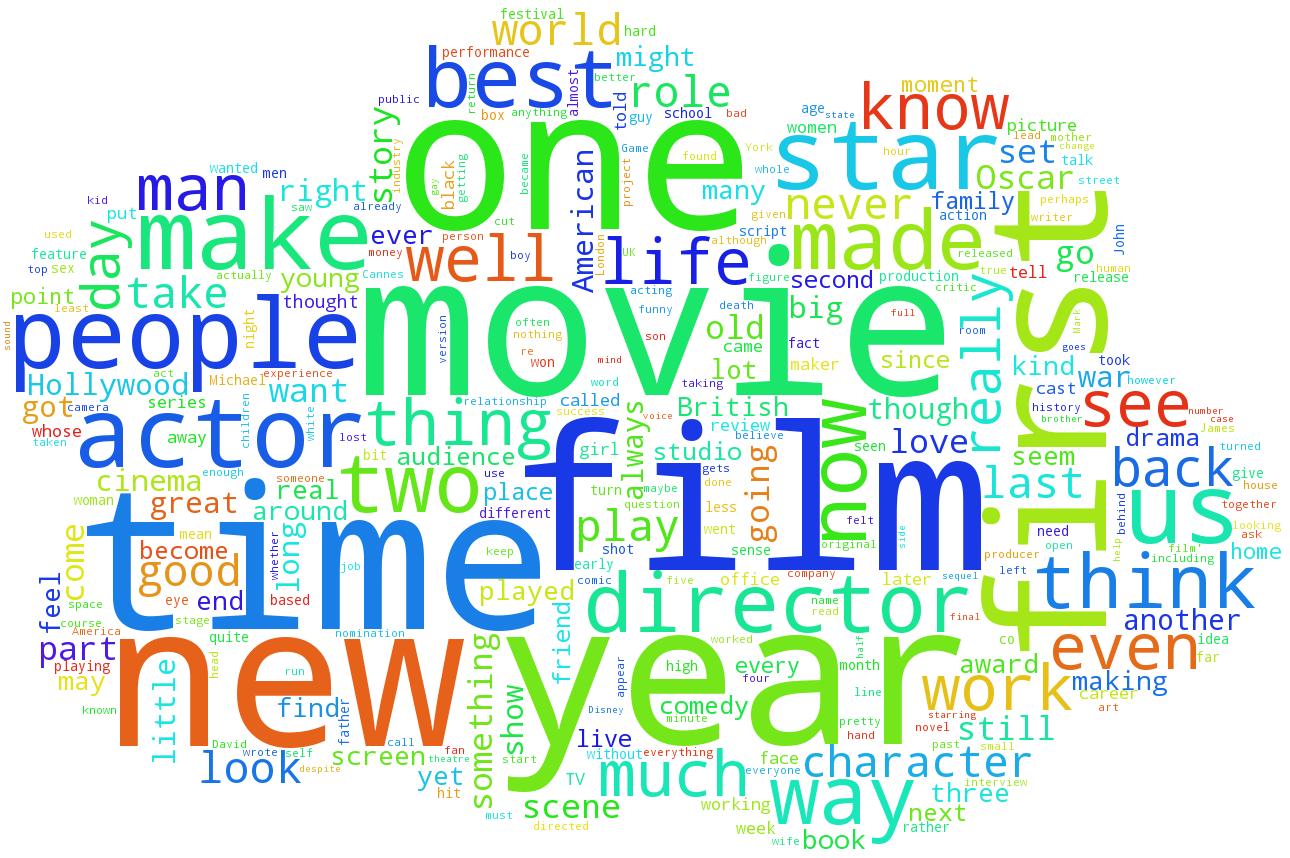 festival
world
hard
performance
best
might
return
better
almost
role
told
public
box
anything
guy
school
bad
one
know
moment
age
state
women
picture
star
set
lead
mother
change
talk
Oscar
street
story
industry
black
gay
getting
became
Game
project
found
York
whole
hour
American
many
family
never
given
perhaps
writer
action
made
John
first
wanted
men
man
right
put
kid
saw
already
cut
ever
person
well
money
boy
London
UK
life
although
script
figure
second
production
critic
released
true
tell
go
human
release
used
make
day
feature
top
sex
actually
young
Cannes
take
thought
movie
acting
funny
death
big
full
really
room
Mark
goes
point
least
sound
people
night
version
often
nothing
re
won
son
mind
old
came
lot
fact
maker
since
kind
war
took
however
act
experience
Michael
Hollywood
want
relationship
word
taking
called
cast
see
number
case
got
camera
series
children
white
thing
success
voice
British
though
history
brother
James
whose
taken
actor
away
lost
bit
audience
always
girl
review
believe
studio
seen
now
love
seem
drama
turned
cinema
enough
someone
two
use
gets
going
last
back
give
house
together
woman
great
real
place
different
film
turn
maybe
done
question
less
went
us
behind
looking
ask
come
mean
around
time
keep
play
shot
sense
felt
original
side
need
film'
including
home
become
whether
long
good
job
early
comic
five
office
company
later
sequel
producer
left
open
help
think
feel
eye
end
based
played
director
name
read
final
another
space
course
America
stage
nomination
friend
year
co
idea
part
quite
new
something
worked
half
award
even
far
playing
head
run
appear
high
every
month
work
making
may
little
find
show
four
line
career
art
known
father
Disney
comedy
minute
pretty
starring
novel
hand
still
David
wrote
self
call
fan
live
without
everything
past
small
look
despite
screen
theatre
start
face
everyone
character
interview
yet
hit
TV
much
way
three
scene
working
next
must
directed
week
wife
book
rather